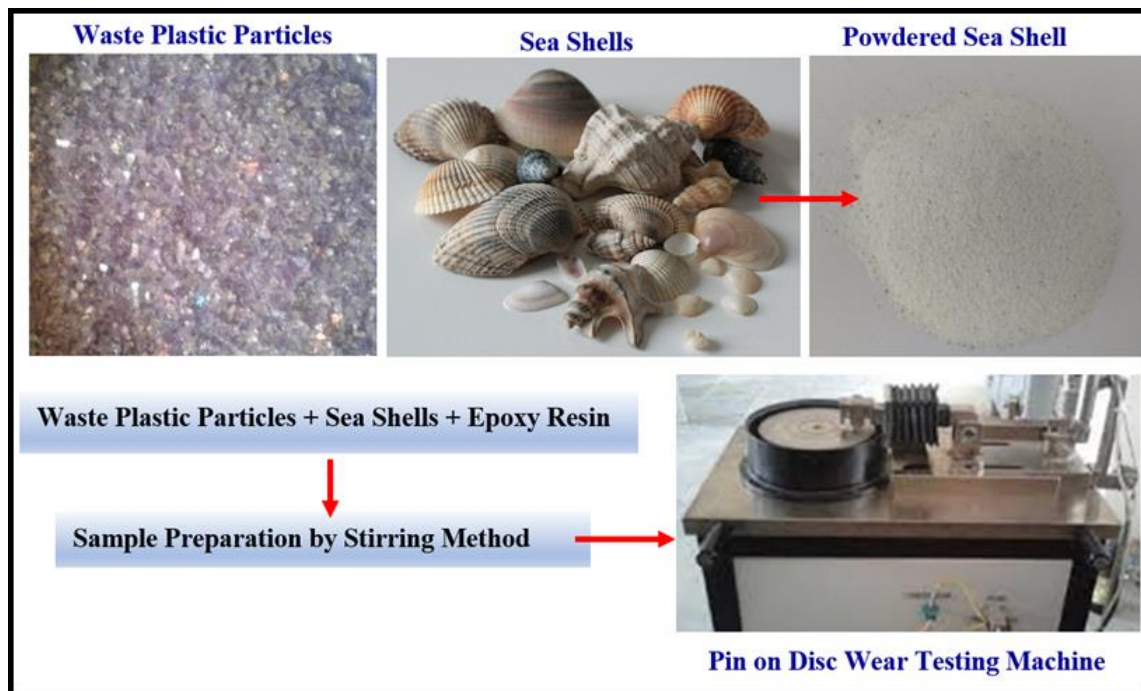 Waste Plastic Particles
Sea Shells
Powdered Sea Shell
Waste Plastic Particles + Sea Shells + Epoxy Resin
Sample Preparation by Stirring Method
Pin on Disc Wear Testing Machine